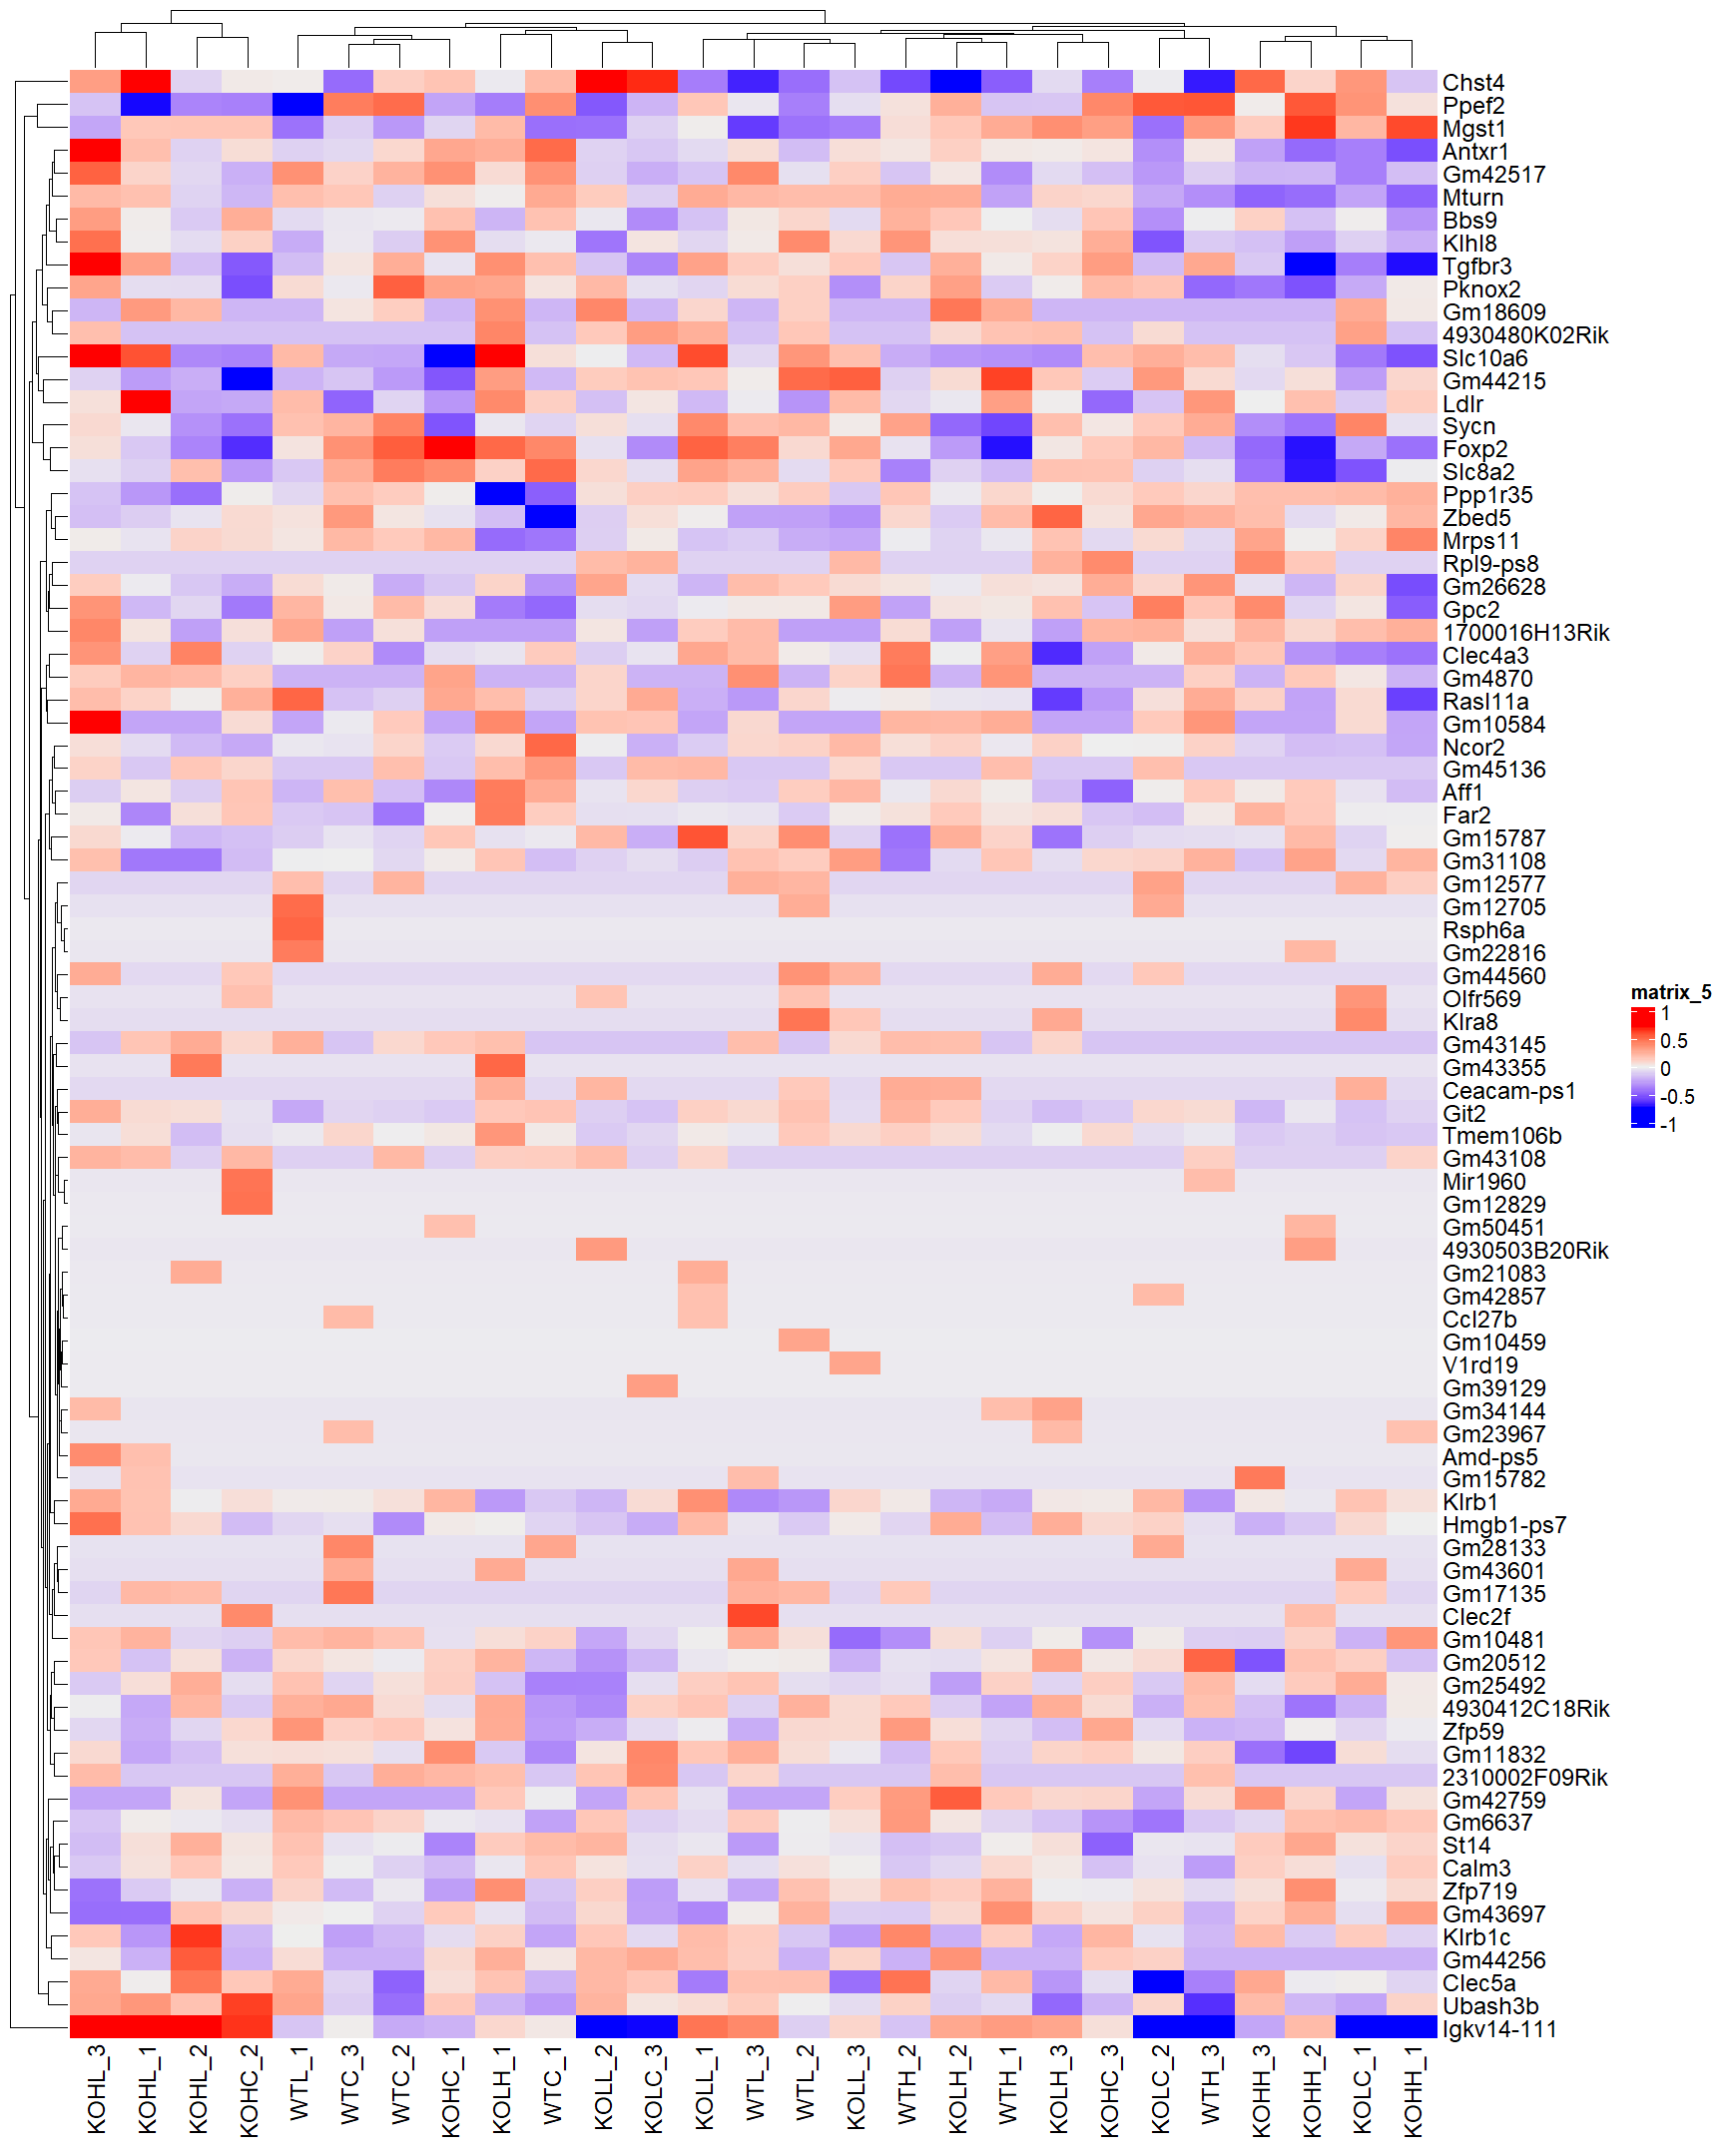 Chst4
Ppef2
Mgst1
Antxr1
Gm42517
Mturn
Bbs9
Klhl8
Tgfbr3
Pknox2
Gm18609
4930480K02Rik
Slc10a6
Gm44215
Ldlr
Sycn
Foxp2
Slc8a2
Ppp1r35
Zbed5
Mrps11
Rpl9-ps8
Gm26628
Gpc2
1700016H13Rik
Clec4a3
Gm4870
Rasl11a
Gm10584
Ncor2
Gm45136
Aff1
Far2
Gm15787
Gm31108
Gm12577
Gm12705
Rsph6a
Gm22816
Gm44560
Olfr569
Klra8
Gm43145
Gm43355
Ceacam-ps1
Git2
Tmem106b
Gm43108
Mir1960
Gm12829
Gm50451
4930503B20Rik
Gm21083
Gm42857
Ccl27b
Gm10459
V1rd19
Gm39129
Gm34144
Gm23967
Amd-ps5
Gm15782
Klrb1
Hmgb1-ps7
Gm28133
Gm43601
Gm17135
Clec2f
Gm10481
Gm20512
Gm25492
4930412C18Rik
Zfp59
Gm11832
2310002F09Rik
Gm42759
Gm6637
St14
Calm3
Zfp719
Gm43697
Klrb1c
Gm44256
Clec5a
Ubash3b
Igkv14-111
matrix_5
1
0.5
0
-0.5
-1
KOHL_3
KOHL_1
KOHL_2
KOHC_2
WTL_1
WTC_3
WTC_2
KOHC_1
KOLH_1
WTC_1
KOLL_2
KOLC_3
KOLL_1
WTL_3
WTL_2
KOLL_3
WTH_2
KOLH_2
WTH_1
KOLH_3
KOHC_3
KOLC_2
WTH_3
KOHH_3
KOHH_2
KOLC_1
KOHH_1